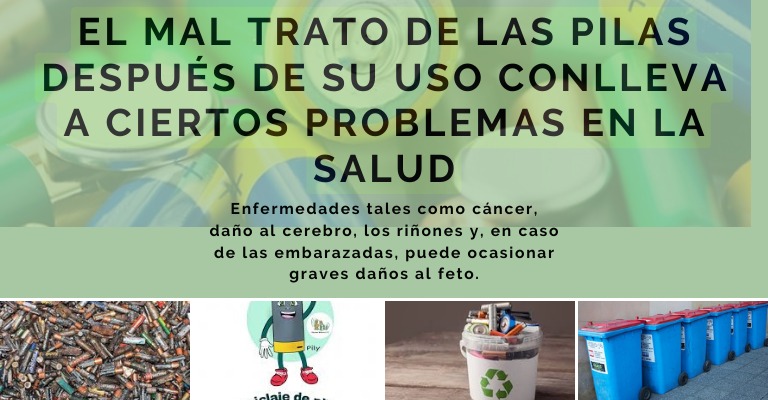 EL MAL TRATO DE LAS PILAS
DESPUÉS DE SU USO CONLLEVA
A CIERTOS PROBLEMAS EN LA
SALUD
Enfermedades tales como cáncer,
daño al cerebro, los riñones y, en caso
de las embarazadas, puede ocasionar
graves daños al feto.
Pily